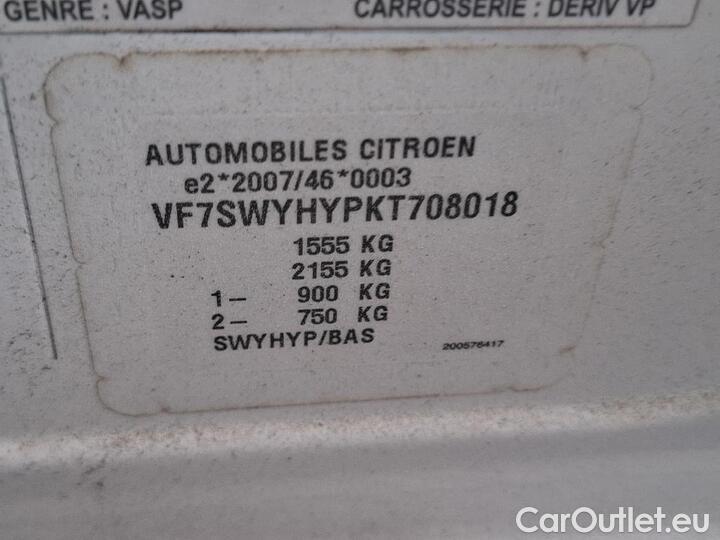 GENRE : VASP CARROSSERIE : DERIV VP
AUTOMOBILES CITROEN
e2*2007/46*0003
VF7SWYHYPKT708018
1555 KG
2155 KG
1- 900 KG
2- 750 KG
SWYHYP/BAS 200576417
CarOutlet.eu